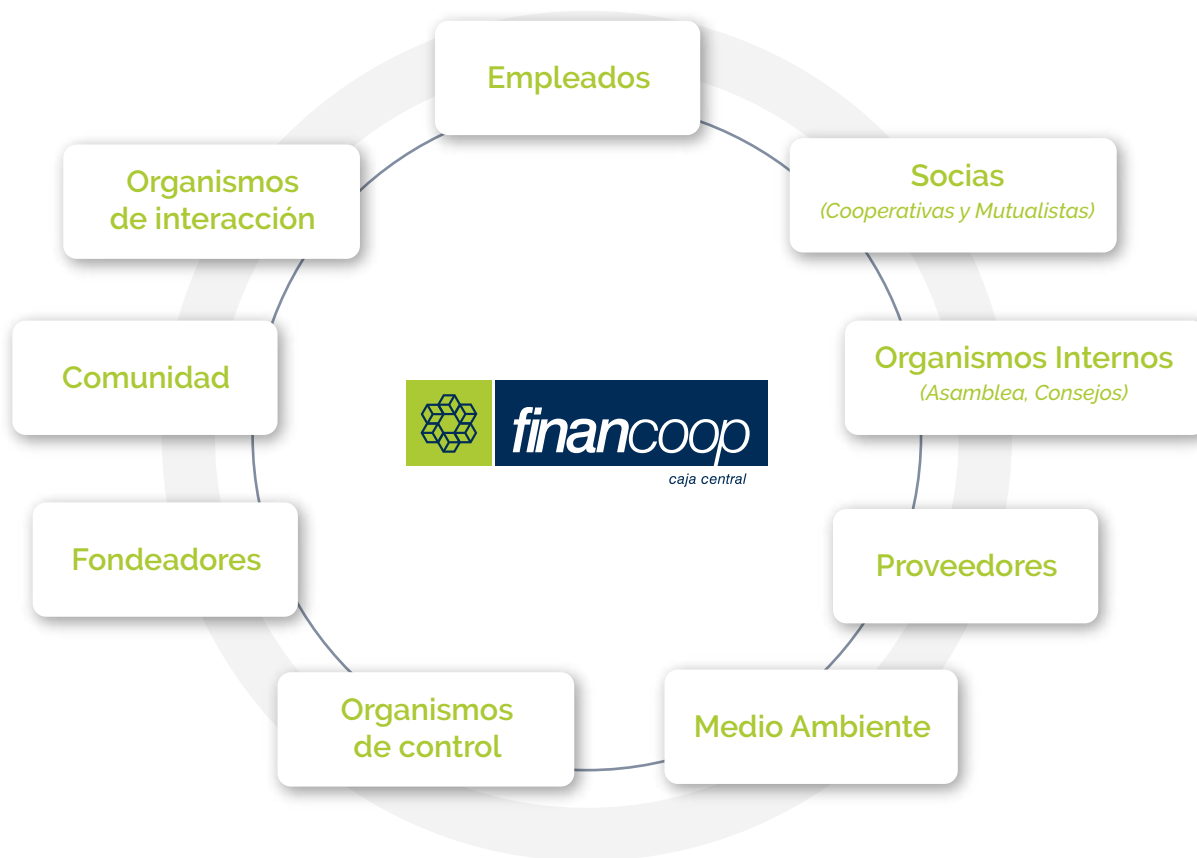 Empleados
Socias
(Cooperativas y Mutualistas)
Organismos Internos
(Asamblea, Consejos)
Proveedores
Medio Ambiente
Organismos
de control
Fondeadores
Comunidad
Organismos
de interacción
financoop
caja central